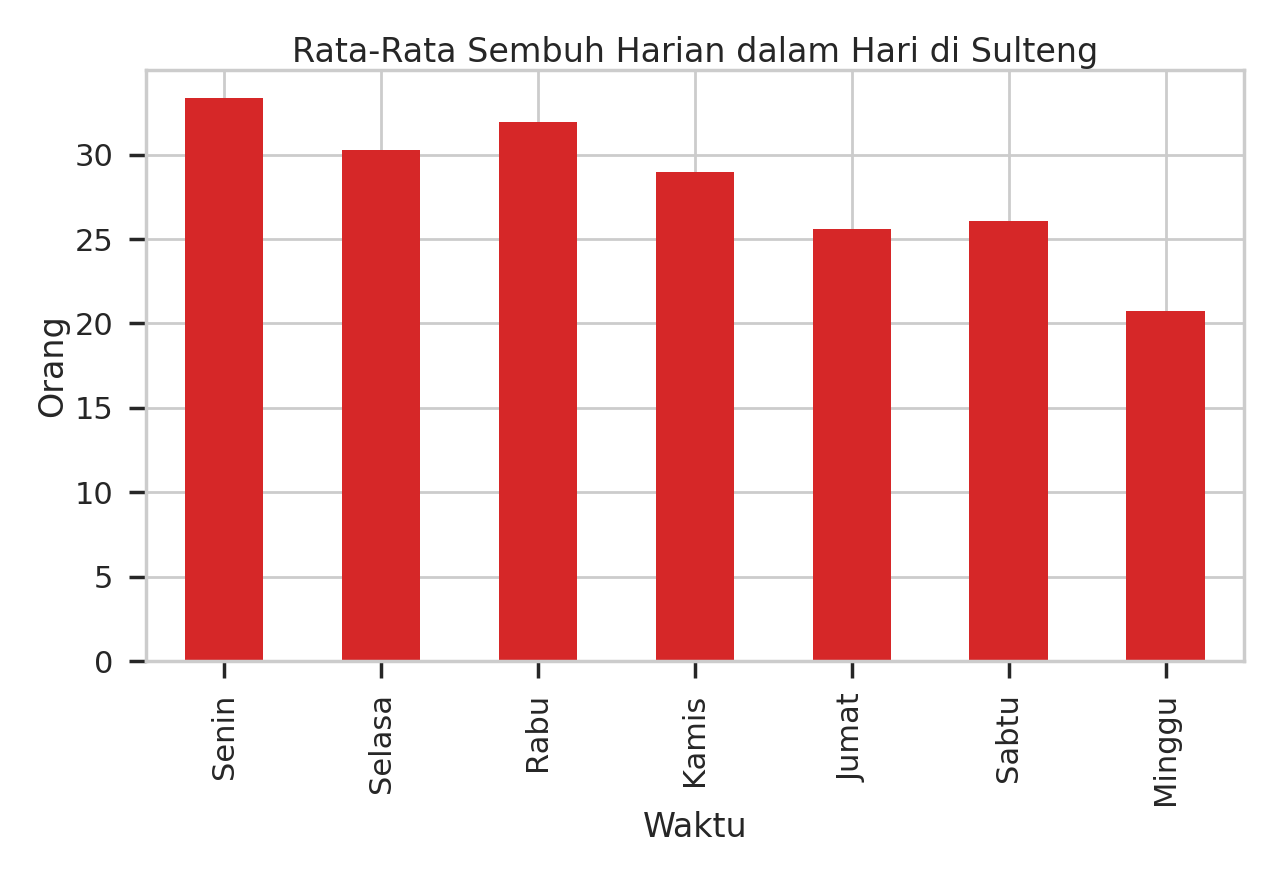 Rata-Rata Sembuh Harian dalam Hari di Sulteng
Orang
30
25
20
15
10
5
0
Senin
Selasa
Rabu
Kamis
Jumat
Sabtu
Minggu
Waktu